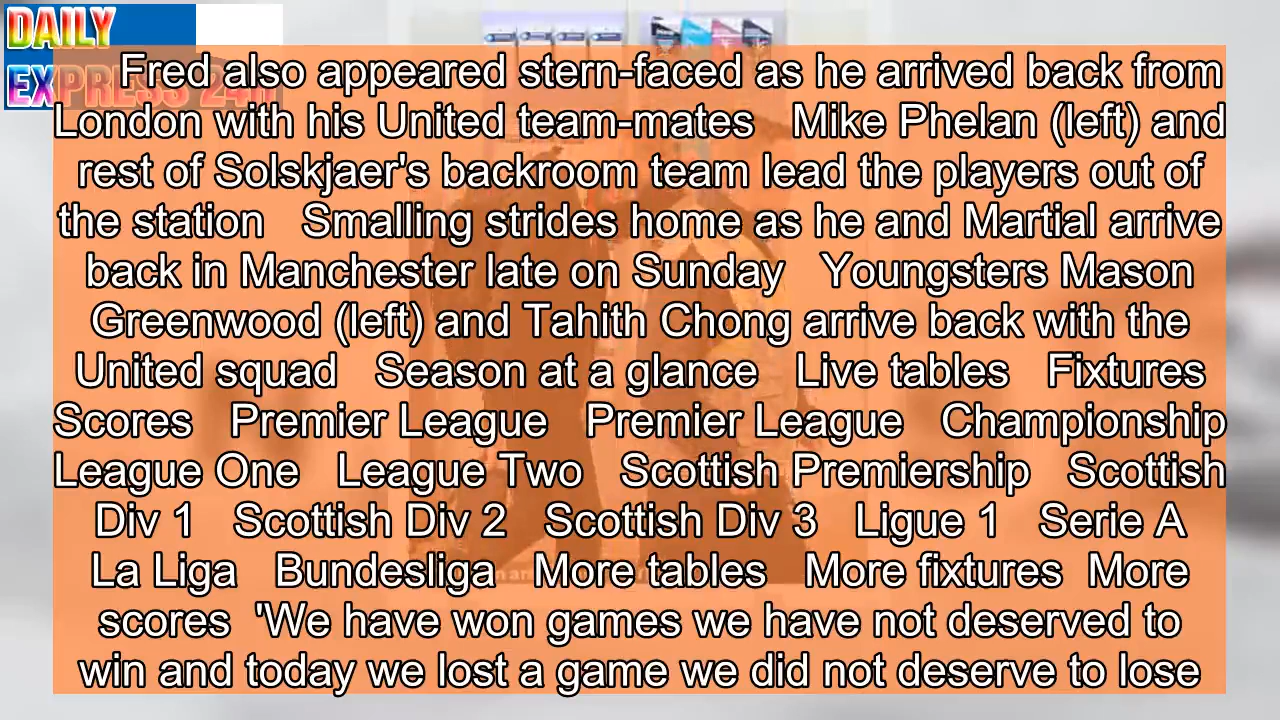 DAILY
EXPRESS 24H
Fred also appeared stern-faced as he arrived back from
London with his United team-mates Mike Phelan (left) and
rest of Solskjaer's backroom team lead the players out of
the station Smalling strides home as he and Martial arrive
back in Manchester late on Sunday Youngsters Mason
Greenwood (left) and Tahith Chong arrive back with the
United squad Season at a glance Live tables Fixtures
Scores Premier League Premier League Championship
League One League Two Scottish Premiership Scottish
Div 1 Scottish Div 2 Scottish Div 3 Ligue 1 Serie A
La Liga Bundesliga More tables More fixtures More
scores 'We have won games we have not deserved to
win and today we lost a game we did not deserve to lose